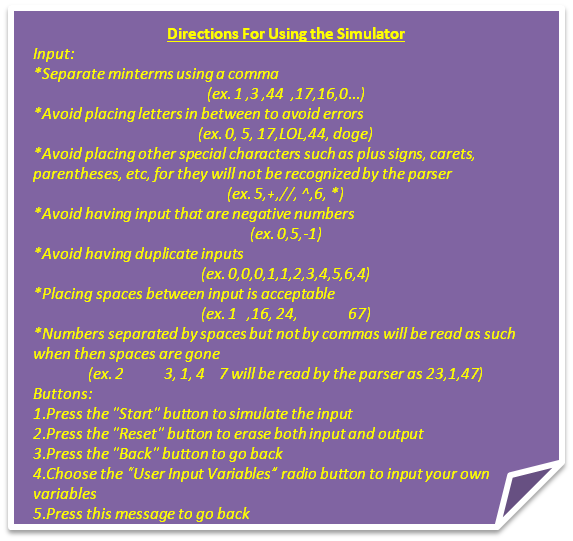 Directions For Using the Simulator
Input:
*Separate minterms using a comma
(ex. 1 ,3 ,44 ,17,16,0...)
*Avoid placing letters in between to avoid errors
(ex. 0, 5, 17,LOL,44, doge)
*Avoid placing other special characters such as plus signs, carets,
parentheses, etc, for they will not be recognized by the parser
(ex. 5,+,//, ^,6, *)
*Avoid having input that are negative numbers
(ex. 0,5,-1)
*Avoid having duplicate inputs
(ex. 0,0,0,1,1,2,3,4,5,6,4)
*Placing spaces between input is acceptable
(ex. 1 ,16, 24, 67)
*Numbers separated by spaces but not by commas will be read as such
when then spaces are gone
(ex. 2 3, 1, 4 7 will be read by the parser as 23,1,47)
Buttons:
1.Press the "Start" button to simulate the input
2.Press the "Reset" button to erase both input and output
3.Press the "Back" button to go back
4.Choose the "User Input Variables" radio button to input your own
variables
5.Press this message to go back